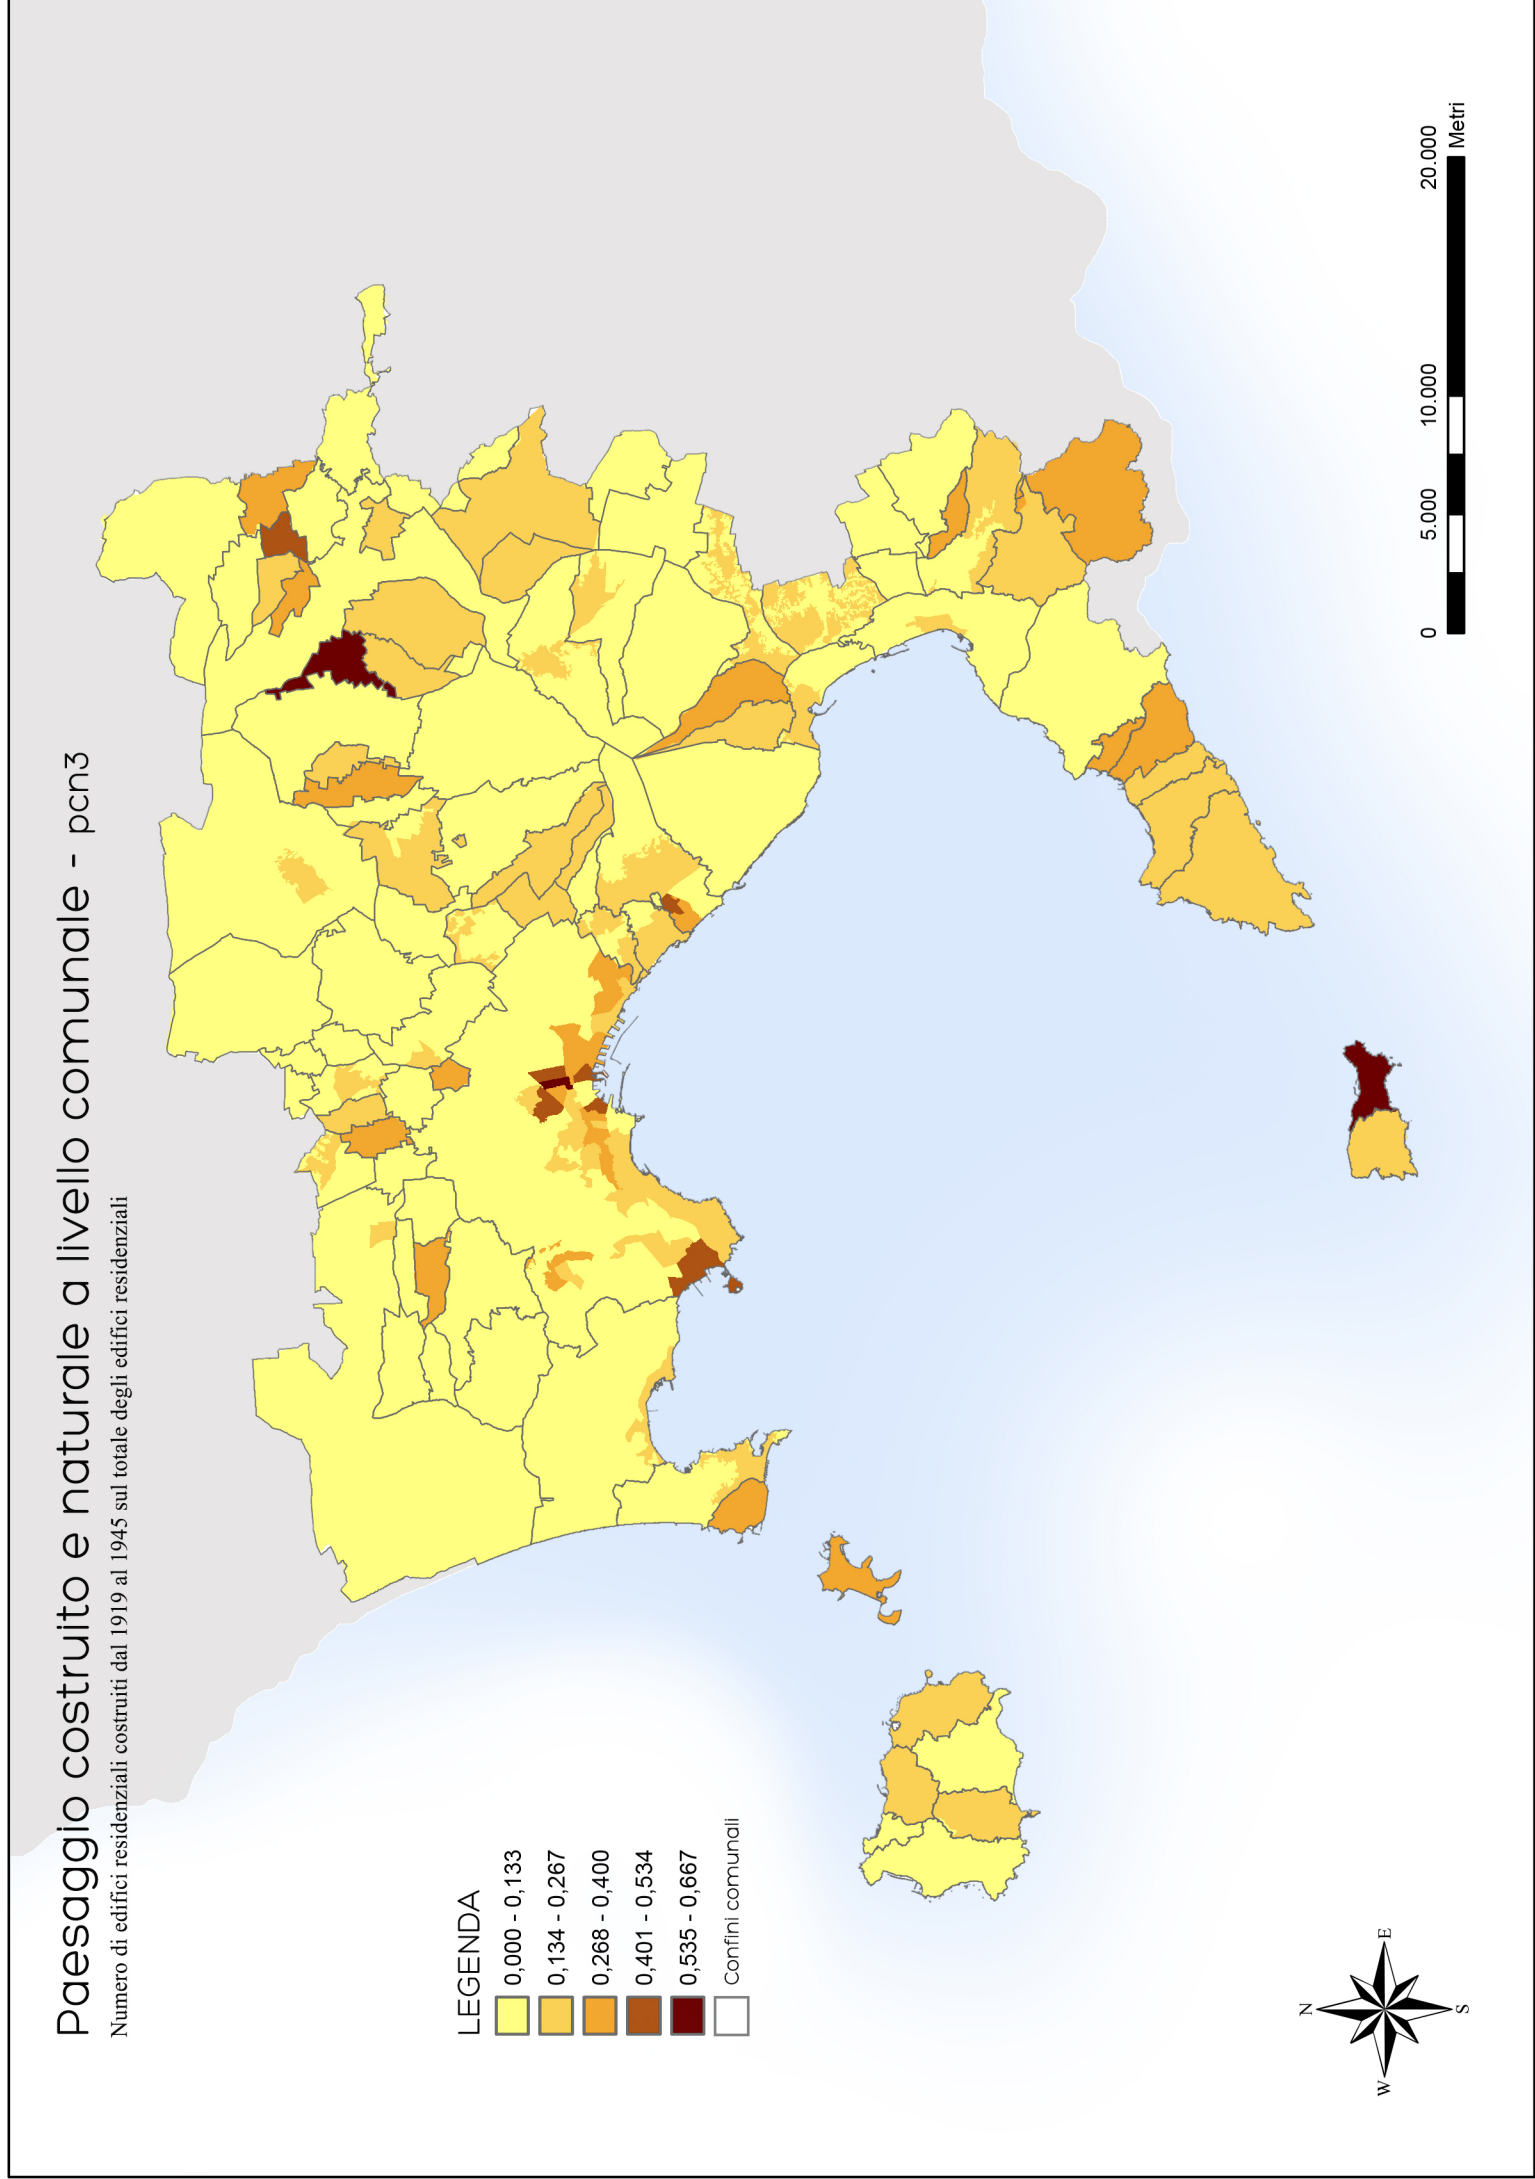 Paesaggio costruito e naturale a livello comunale - pcn3
Numero di edifici residenziali costruiti dal 1919 al 1945 sul totale degli edifici residenziali
LEGENDA
0,000 - 0,133
0,134 - 0,267
0,268 - 0,400
0,401 - 0,534
0,535 - 0,667
Confini comunali
N
W
E
S
0
5.000
10.000
20.000
Metri